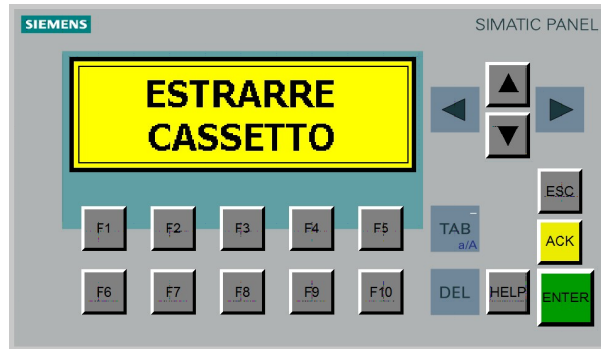 SIEMENS
SIMATIC PANEL
ESTRARRE
CASSETTO
ESC
F1 F2 F3 F4 F5 TAB
a/A
ACK
F6 F7 F8 F9 F10 DEL HELP ENTER